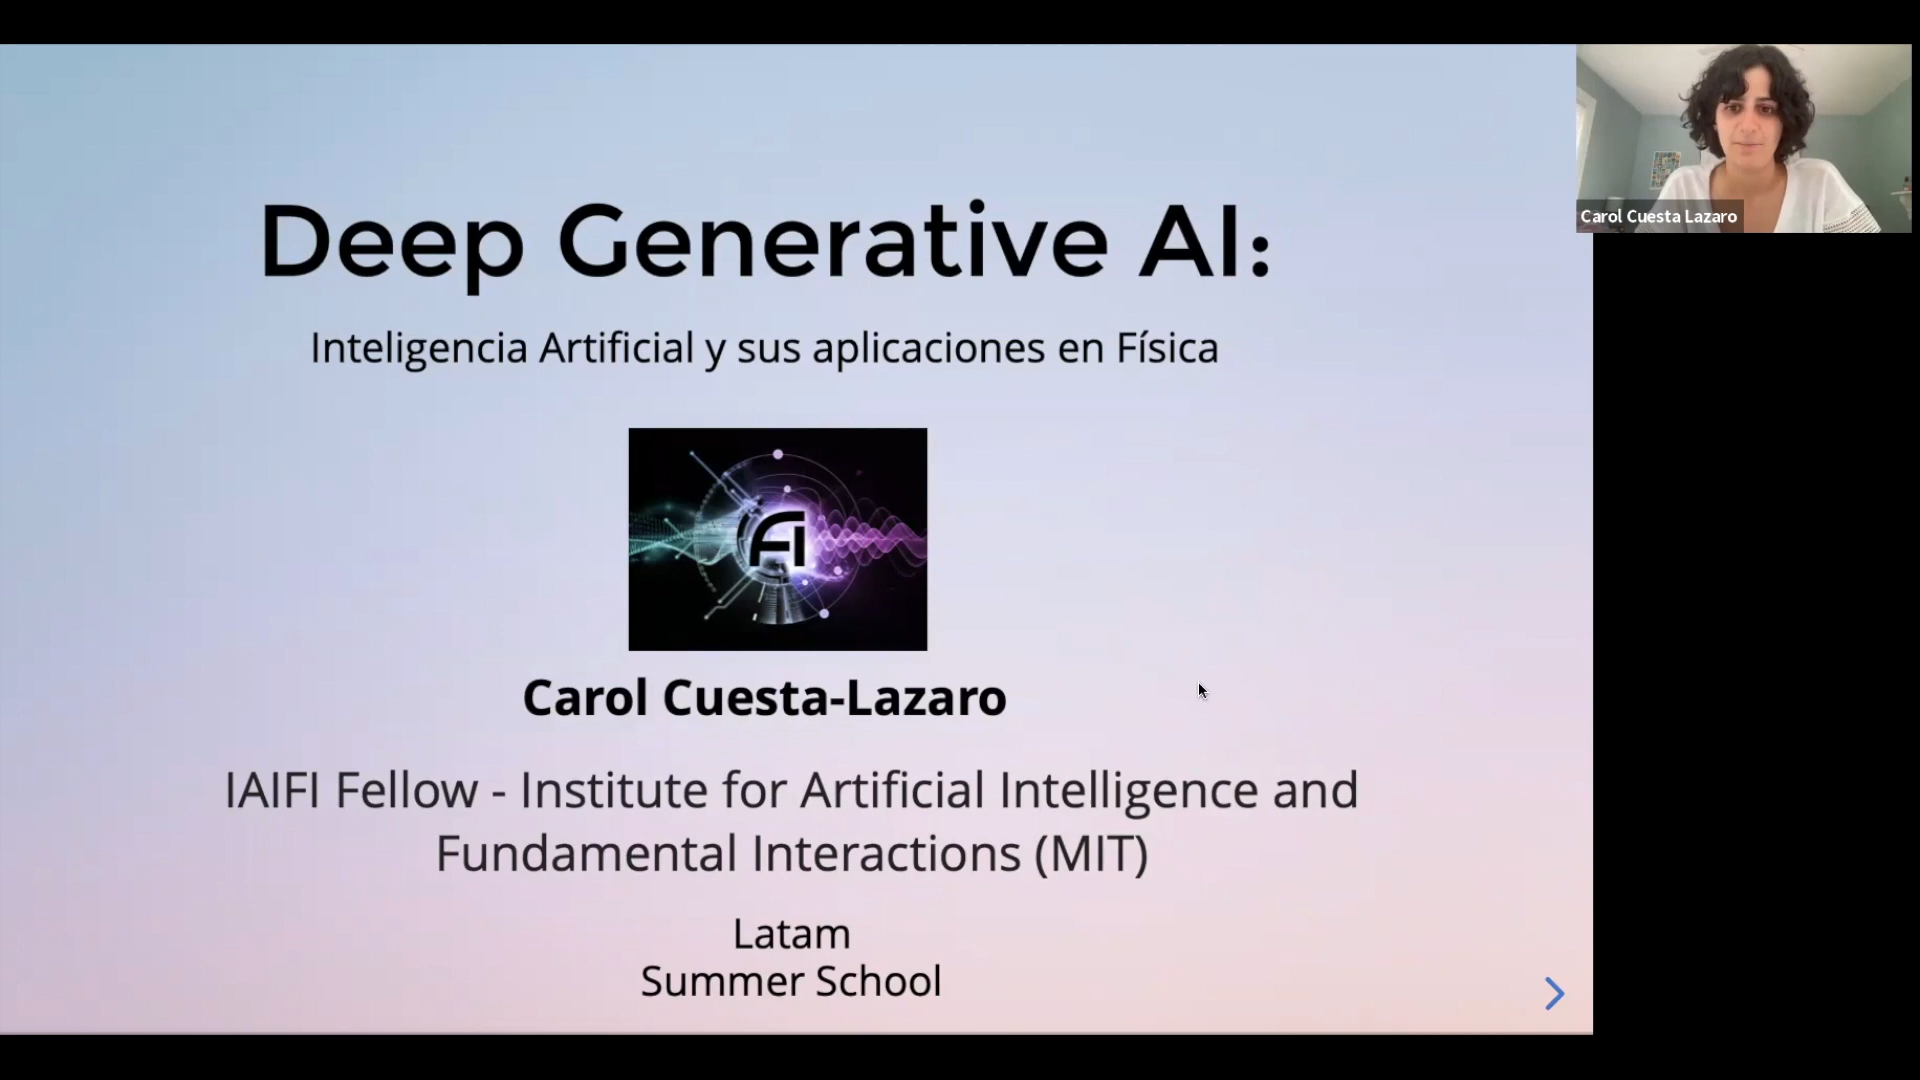 Deep Generative AI:
Inteligencia Artificial y sus aplicaciones en Física
FI
Carol Cuesta-Lazaro
IAIFI Fellow - Institute for Artificial Intelligence and
Fundamental Interactions (MIT)
Latam
Summer School
Carol Cuesta Lazaro